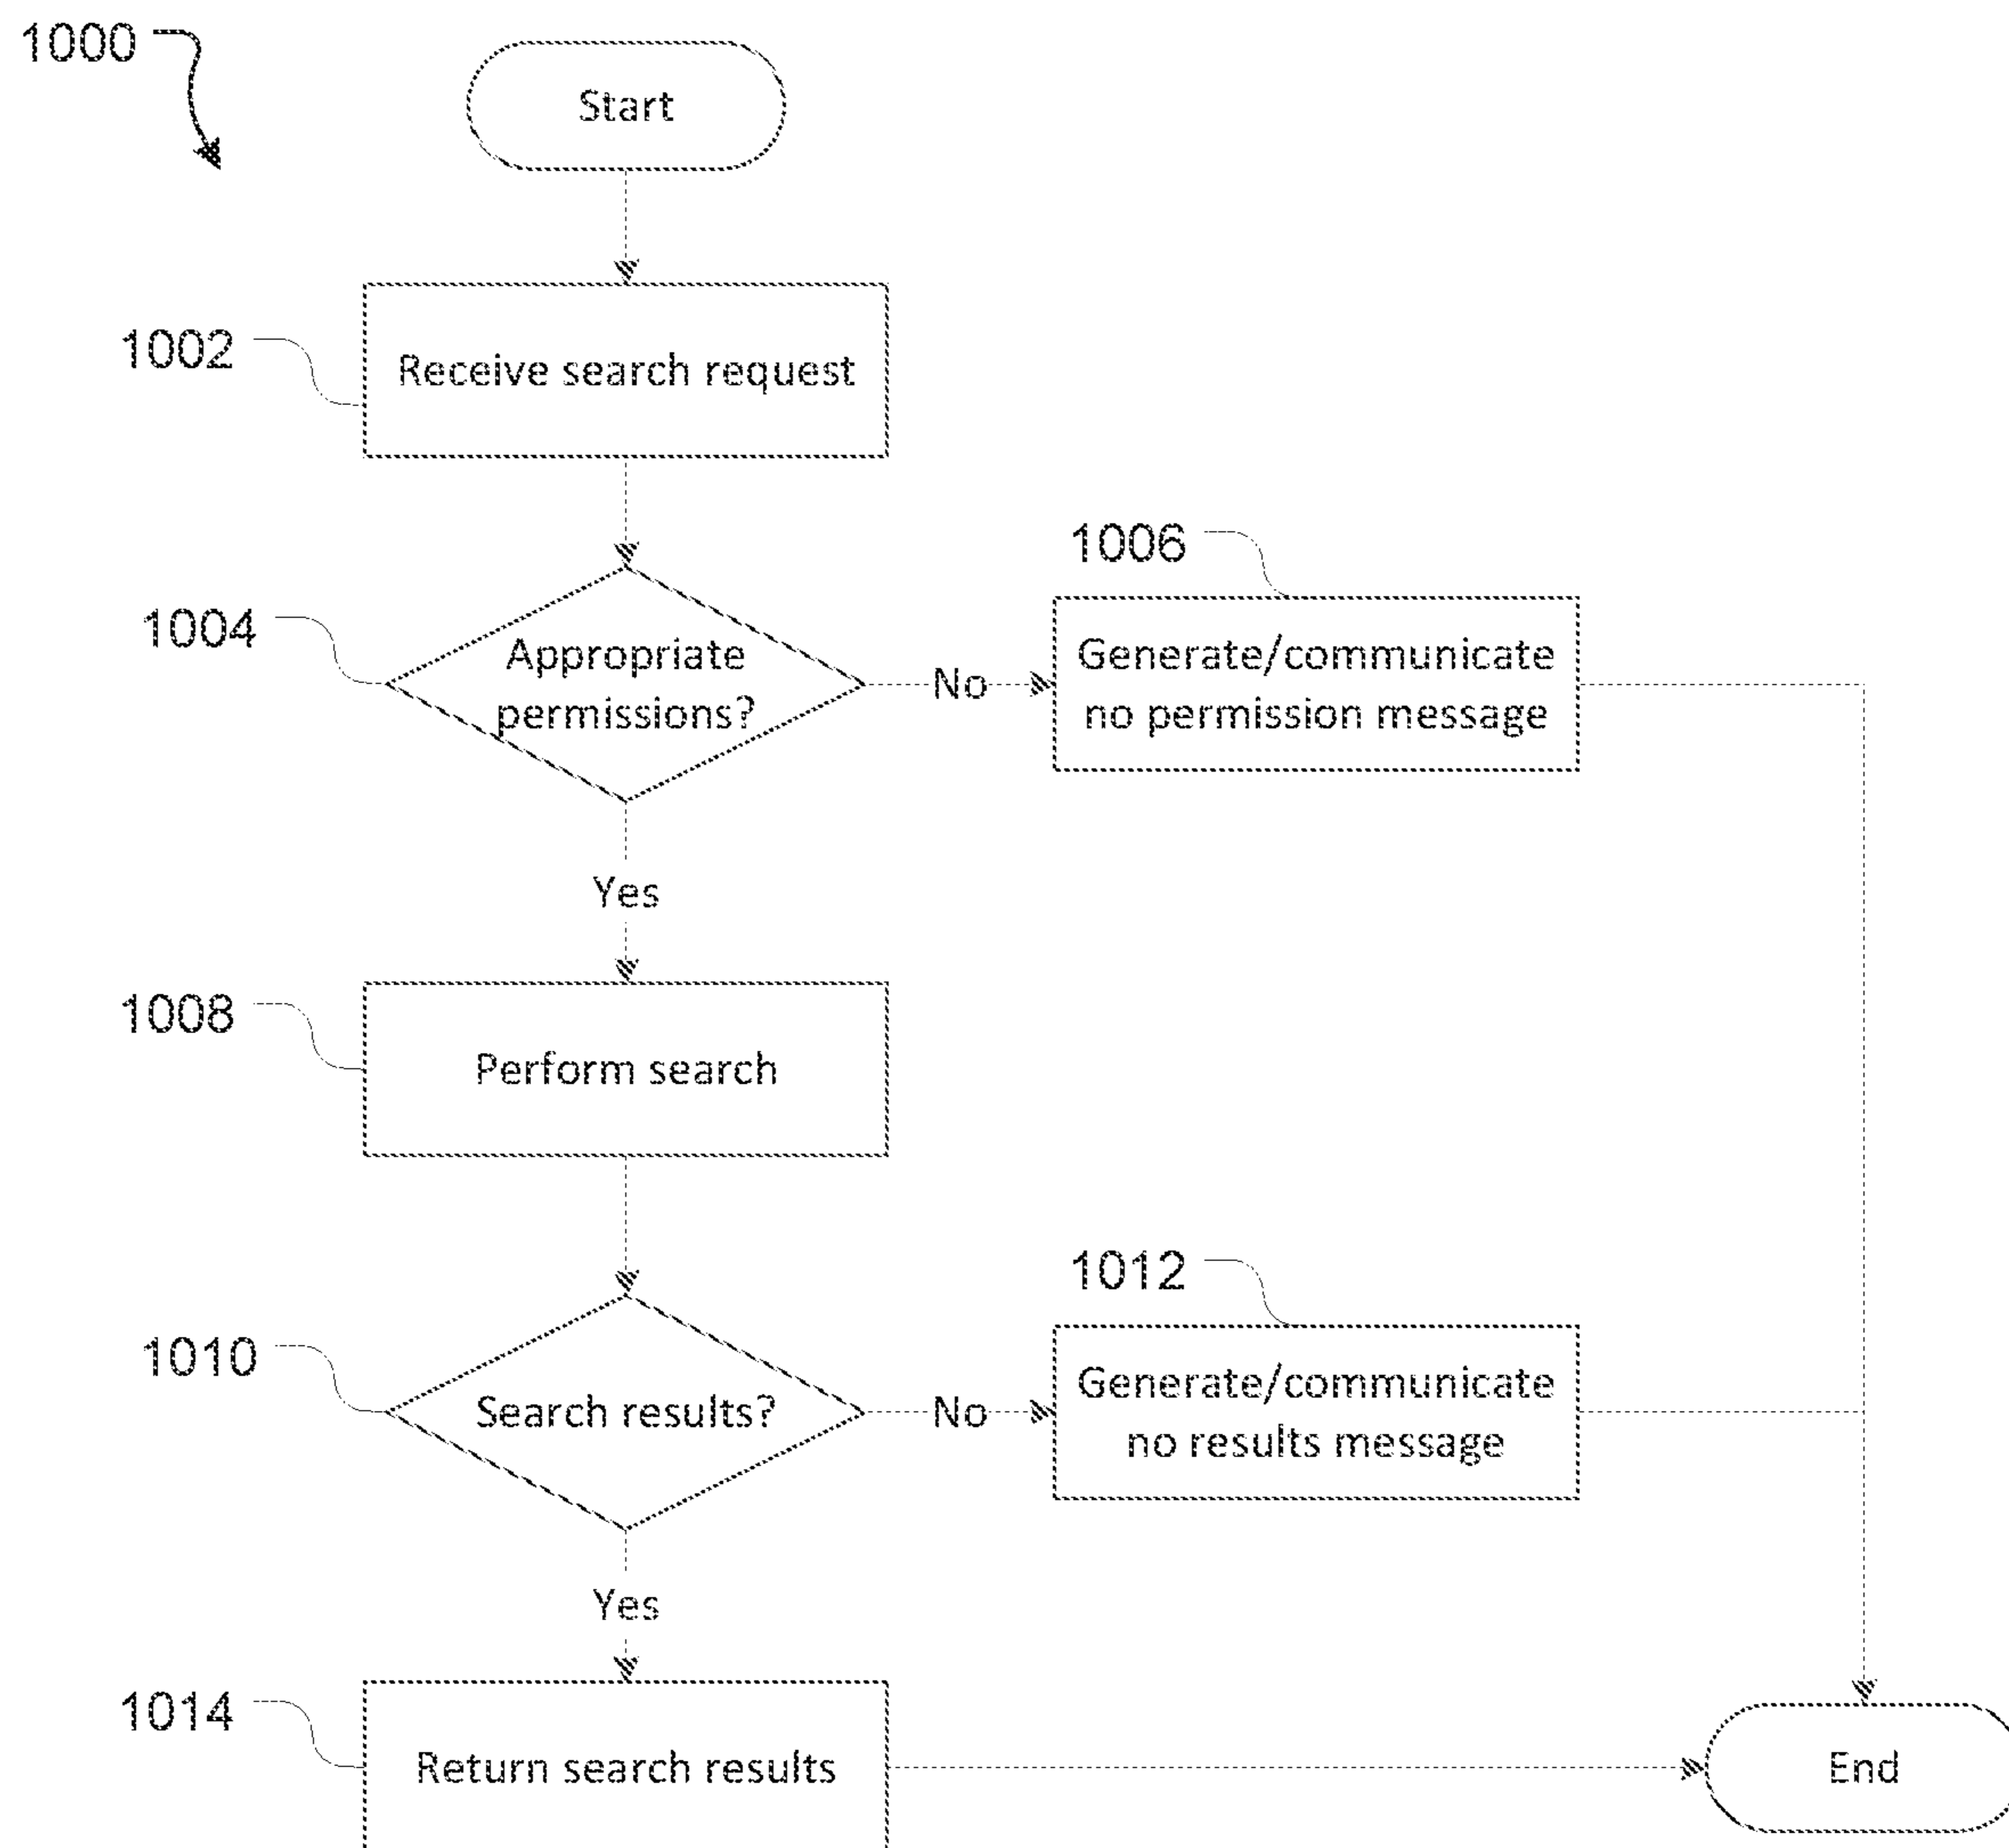 1000
Start
1002
Receive search request
1004
Appropriate
permissions?
No
1006
Generate/communicate
no permission message
Yes
1008
Perform search
1010
Search results?
No
1012
Generate/communicate
no results message
Yes
1014
Return search results
End